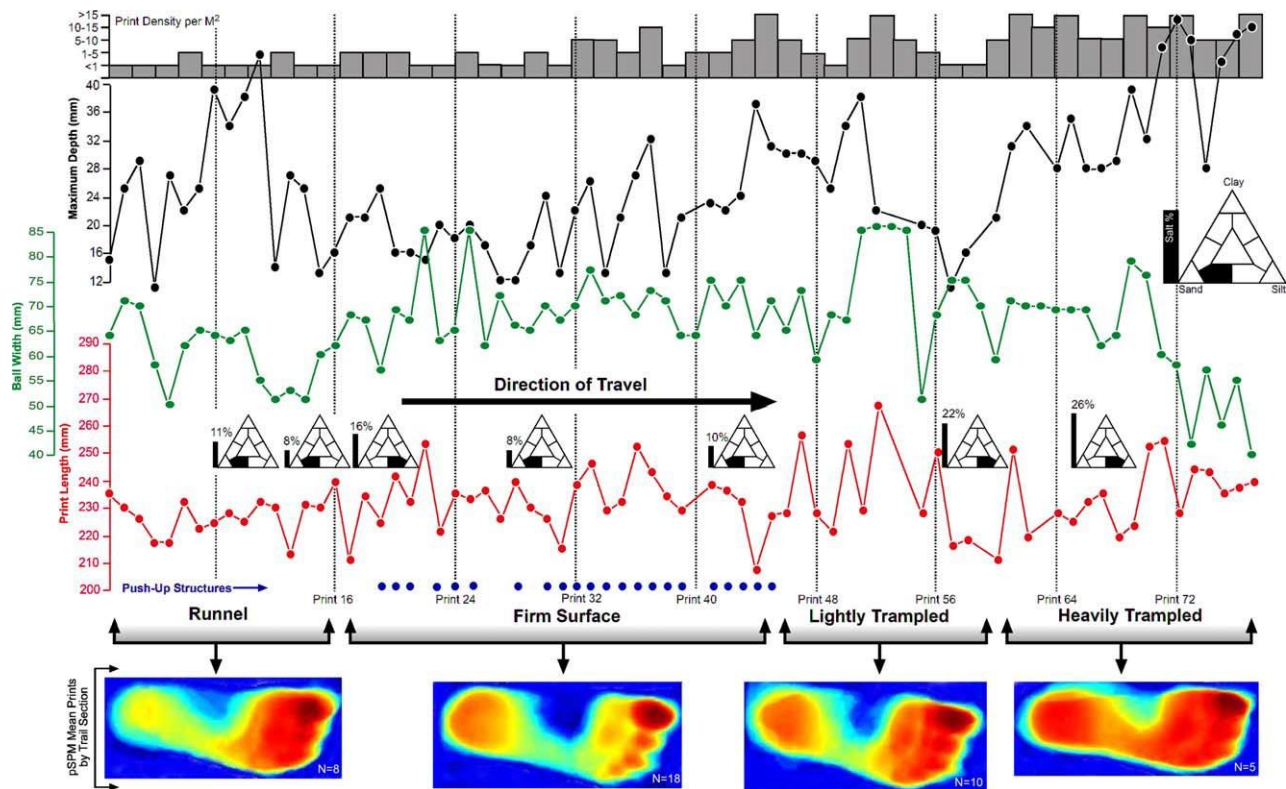 Print Density per M²
>15
10-15
5-10
1-5
<1
Maximum Depth (mm)
40
36
32
28
24
20
16
12
Ball Width (mm)
85
80
75
70
65
60
55
50
45
40
Print Length (mm)
290
280
270
260
250
240
230
220
210
200
Clay
Salt %
Sand
Silt
Direction of Travel
11%
8%
16%
8%
10%
22%
26%
Push-Up Structures
Print 16
Print 24
Print 32
Print 40
Print 48
Print 56
Print 64
Print 72
Runnel
Firm Surface
Lightly Trampled
Heavily Trampled
pSPM Mean Prints
by Trail Section
N=8
N=18
N=10
N=5